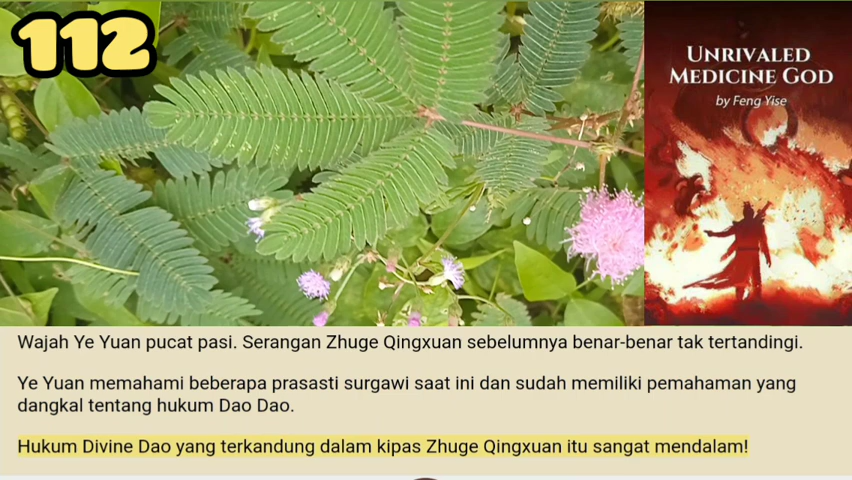 112
UNRIVALED
MEDICINE GOD
by Feng Yise
Wajah Ye Yuan pucat pasi. Serangan Zhuge Qingxuan sebelumnya benar-benar tak tertandingi.
Ye Yuan memahami beberapa prasasti surgawi saat ini dan sudah memiliki pemahaman yang
dangkal tentang hukum Dao Dao.
Hukum Divine Dao yang terkandung dalam kipas Zhuge Qingxuan itu sangat mendalam!